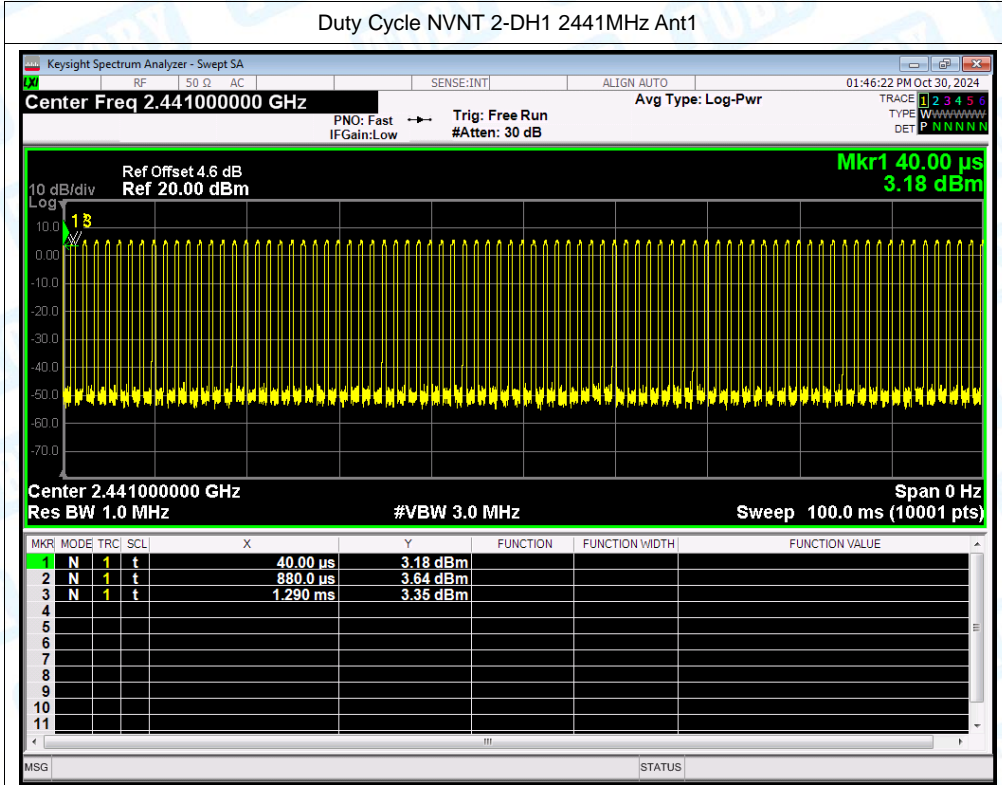 Duty Cycle NVNT 2-DH1 2441MHz Ant1
Keysight Spectrum Analyzer - Swept SA
LXI RF 50 Ω AC SENSE:INT ALIGN AUTO 01:46:22 PM Oct 30, 2024
Center Freq 2.441000000 GHz
PNO: Fast
IFGain:Low
Trig: Free Run
#Atten: 30 dB
Avg Type: Log-Pwr
TRACE 1 2 3 4 5 6
TYPE WWWWWW
DET P N N N N N
Mkr1 40.00 µs
3.18 dBm
Ref Offset 4.6 dB
10 dB/div Ref 20.00 dBm
Log
10.0
0.00
-10.0
-20.0
-30.0
-40.0
-50.0
-60.0
-70.0
Center 2.441000000 GHz Span 0 Hz
Res BW 1.0 MHz #VBW 3.0 MHz Sweep 100.0 ms (10001 pts)
MKR MODE TRC SCL X Y FUNCTION FUNCTION WIDTH FUNCTION VALUE
1 N 1 t 40.00 µs 3.18 dBm
2 N 1 t 880.0 µs 3.64 dBm
3 N 1 t 1.290 ms 3.35 dBm
4
5
6
7
8
9
10
11
MSG STATUS